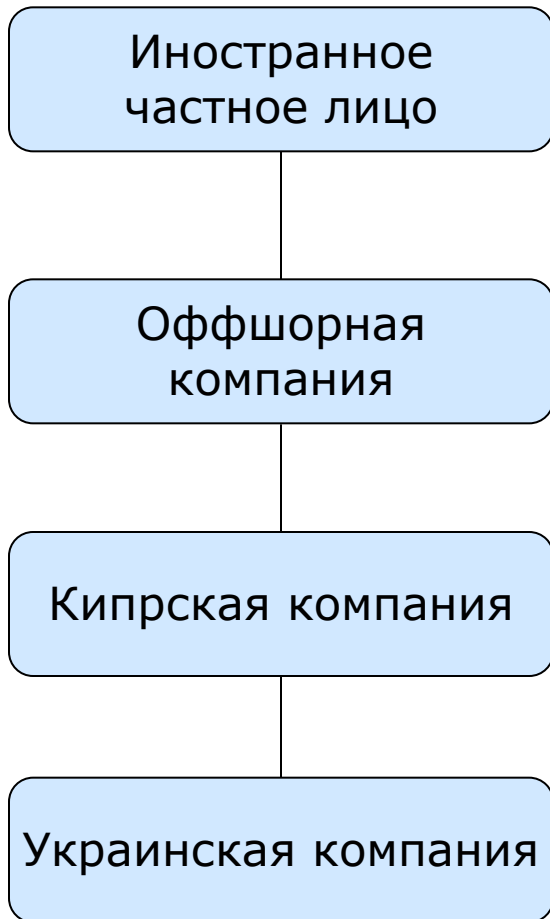 Иностранное
частное лицо
Оффшорная
компания
Кипрская компания
Украинская компания